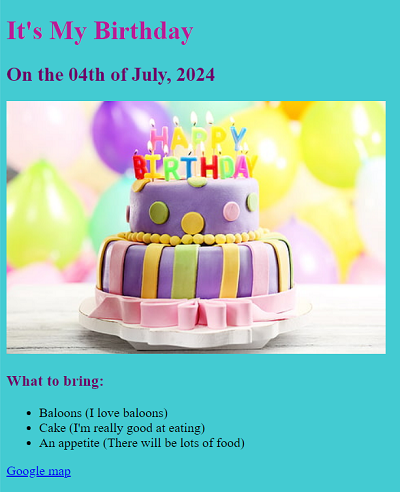 It's My Birthday
On the 04th of July, 2024
HAPPY
BIRTHDAY
What to bring:
Baloons (I love baloons)
Cake (I'm really good at eating)
An appetite (There will be lots of food)
Google map